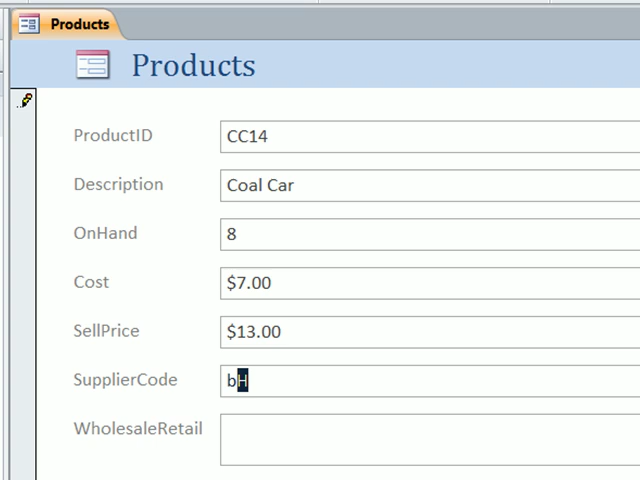 Products
Products
ProductID CC14
Description Coal Car
OnHand 8
Cost $7.00
SellPrice $13.00
SupplierCode bH
WholesaleRetail